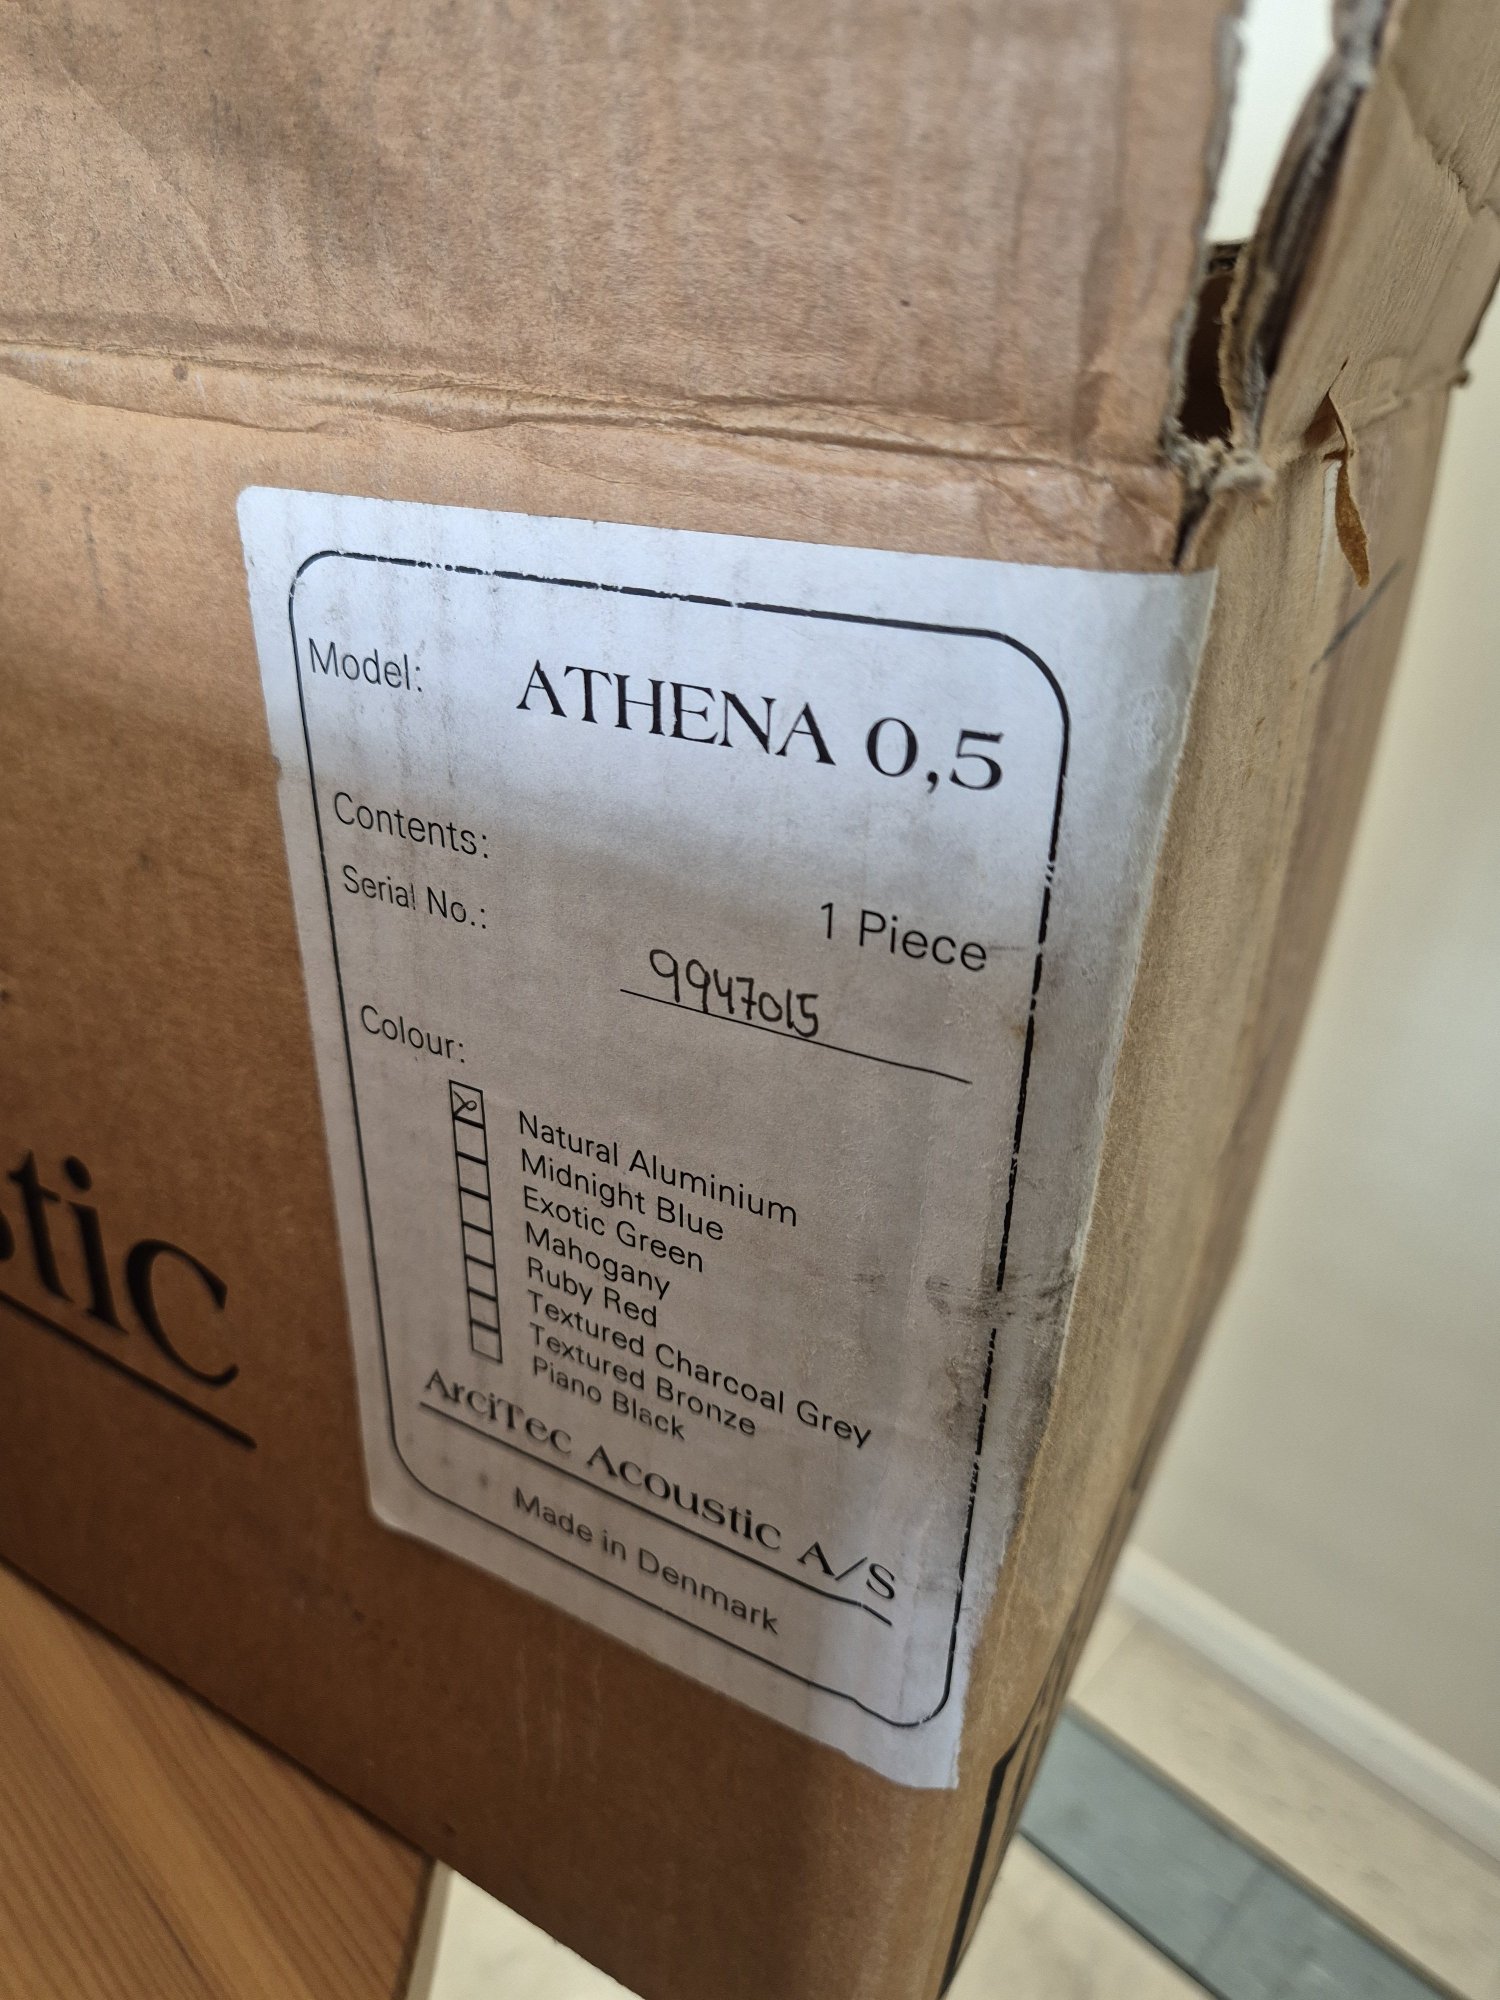 Model: ATHENA 0,5
Contents: 1 Piece
Serial No.: 9947015
Colour:
Natural Aluminium
Midnight Blue
Exotic Green
Mahogany
Ruby Red
Textured Charcoal Grey
Textured Bronze
Piano Black
ArciTec Acoustic A/S
Made in Denmark
stic